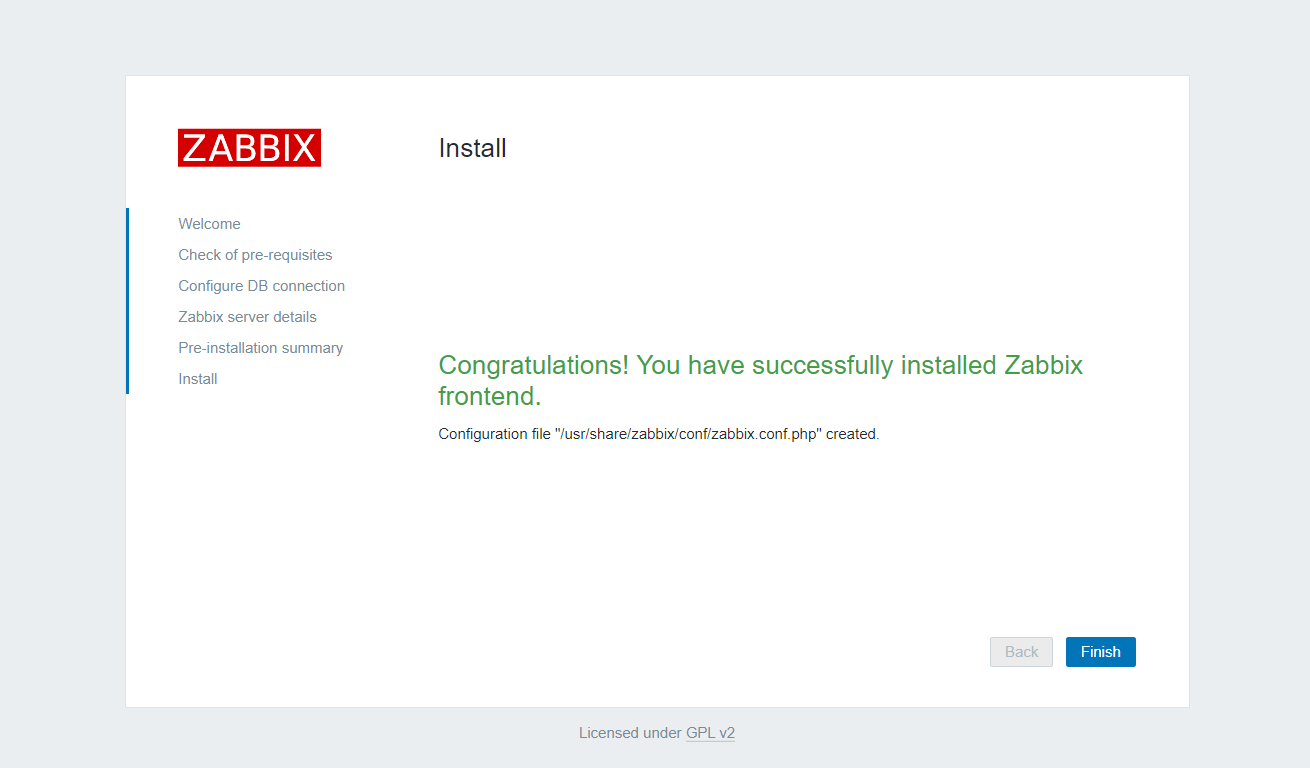 ZABBIX
Install
Welcome
Check of pre-requisites
Configure DB connection
Zabbix server details
Pre-installation summary
Install
Congratulations! You have successfully installed Zabbix
frontend.
Configuration file "/usr/share/zabbix/conf/zabbix.conf.php" created.
Back
Finish
Licensed under GPL v2